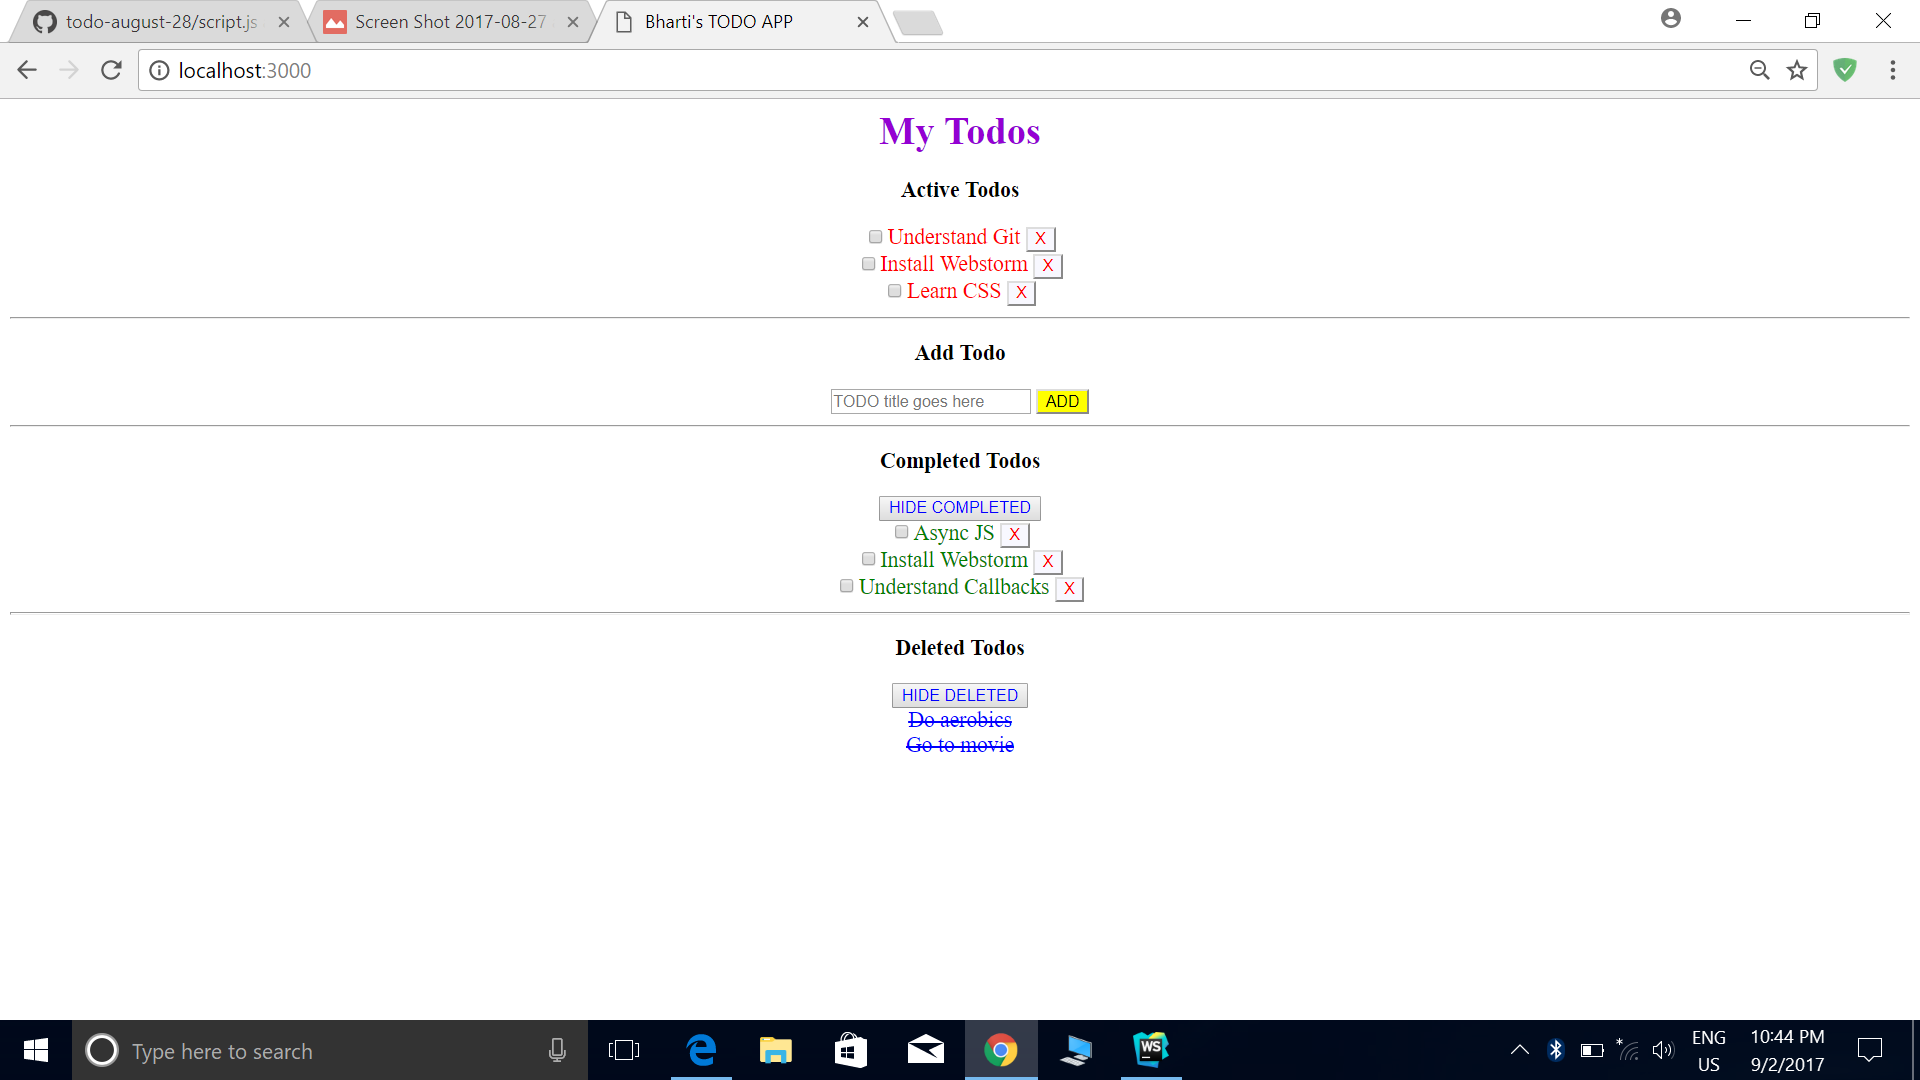 todo-august-28/script.js
Screen Shot 2017-08-27
Bharti's TODO APP
localhost:3000
My Todos
Active Todos
Understand Git X
Install Webstorm X
Learn CSS X
Add Todo
TODO title goes here ADD
Completed Todos
HIDE COMPLETED
Async JS X
Install Webstorm X
Understand Callbacks X
Deleted Todos
HIDE DELETED
Do aerobics
Go to movie
Type here to search
WS
ENG
US
10:44 PM
9/2/2017